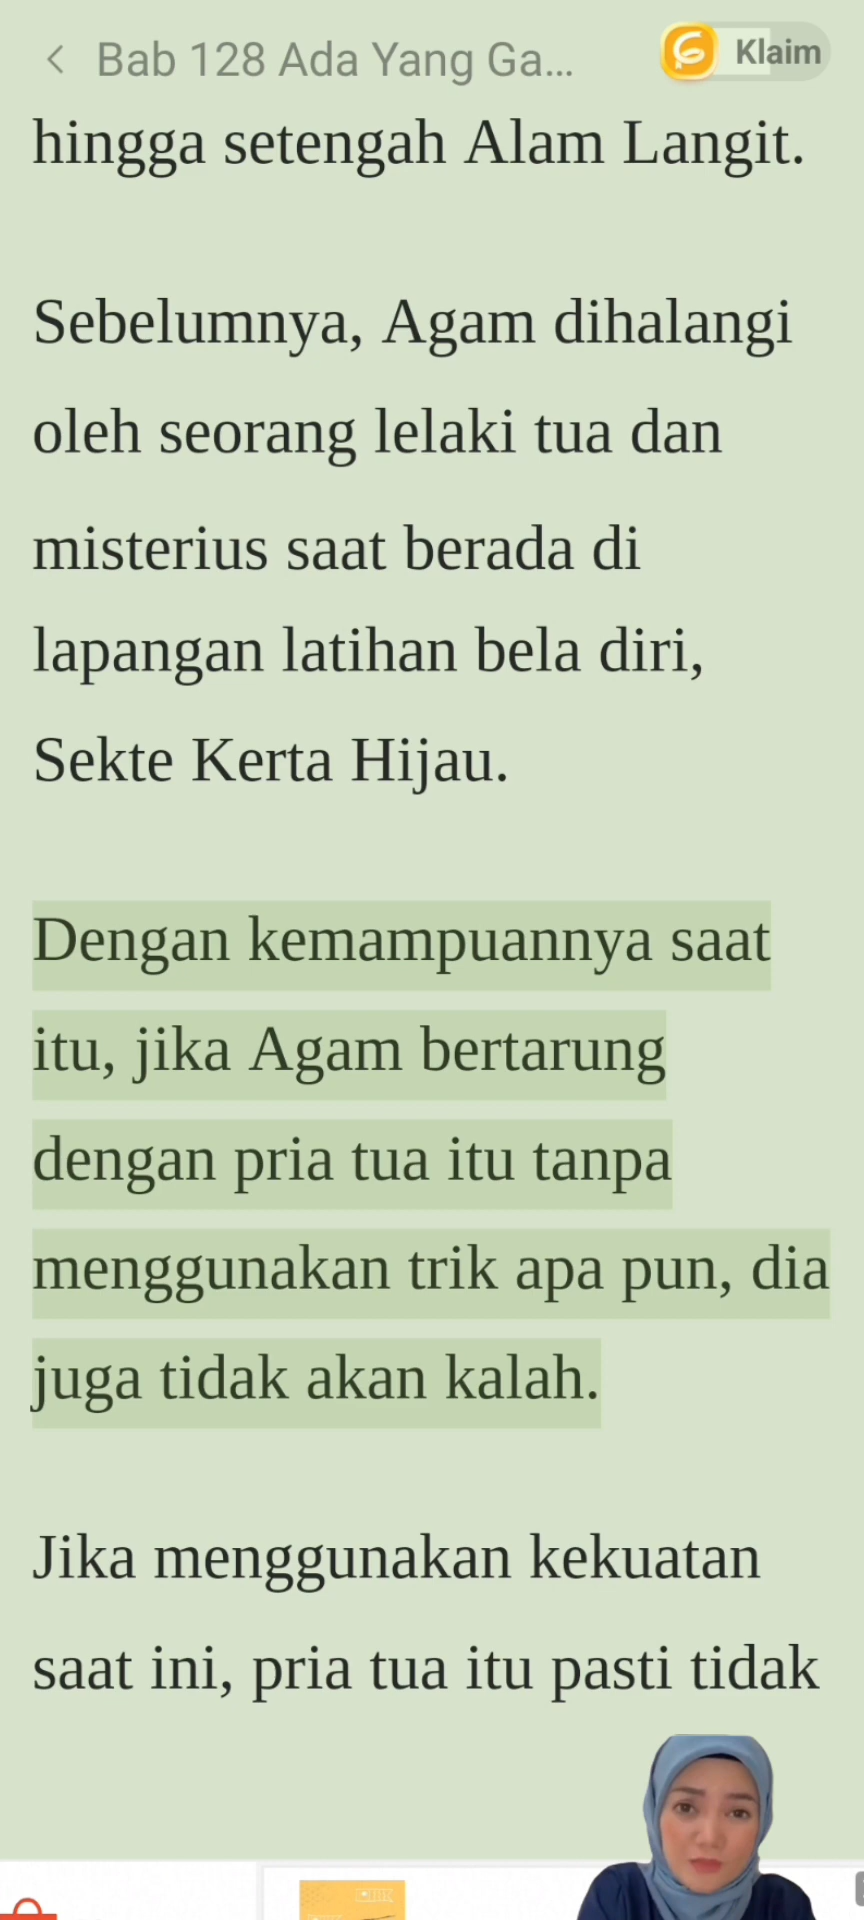 Bab 128 Ada Yang Ga...
Klaim
hingga setengah Alam Langit.
Sebelumnya, Agam dihalangi
oleh seorang lelaki tua dan
misterius saat berada di
lapangan latihan bela diri,
Sekte Kerta Hijau.
Dengan kemampuannya saat
itu, jika Agam bertarung
dengan pria tua itu tanpa
menggunakan trik apa pun, dia
juga tidak akan kalah.
Jika menggunakan kekuatan
saat ini, pria tua itu pasti tidak